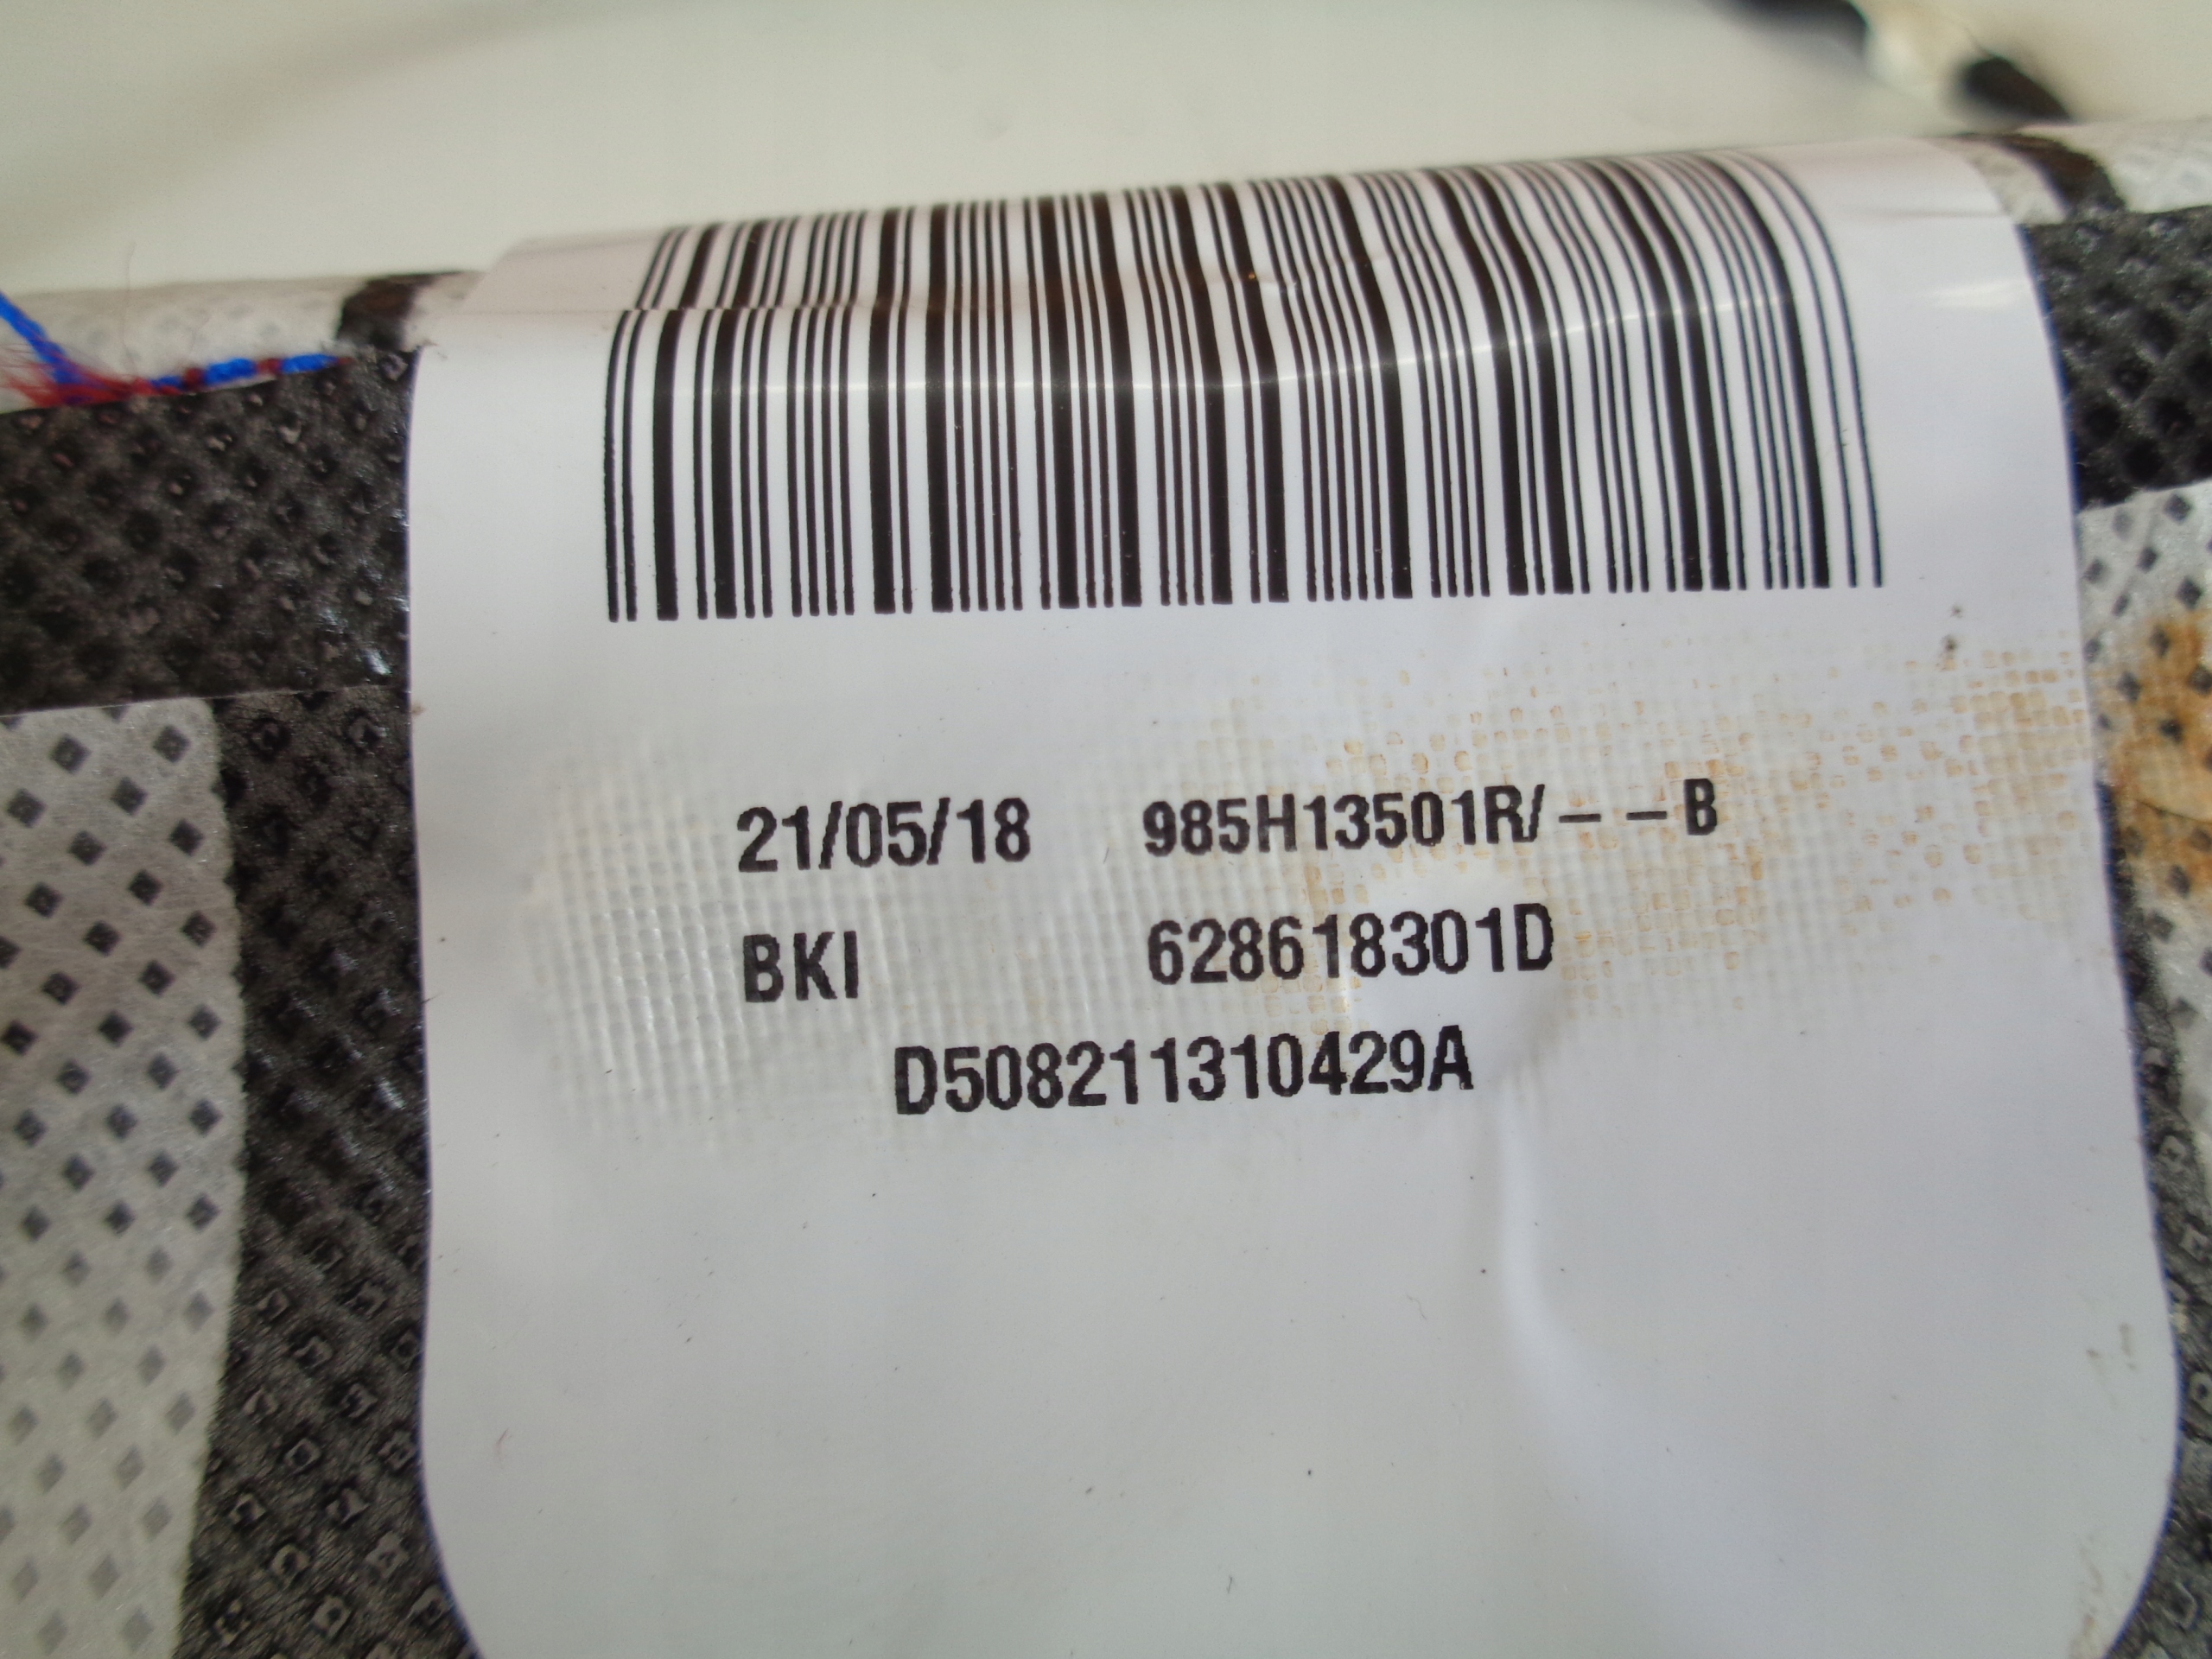 21/05/18 985H13501R/--B
BKI 628618301D
D508211310429A